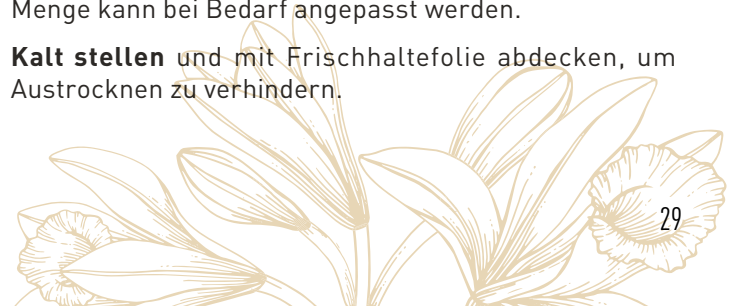 Menge kann bei Bedarf angepasst werden.
Kalt stellen und mit Frischhaltefolie abdecken, um
Austrocknen zu verhindern.
29